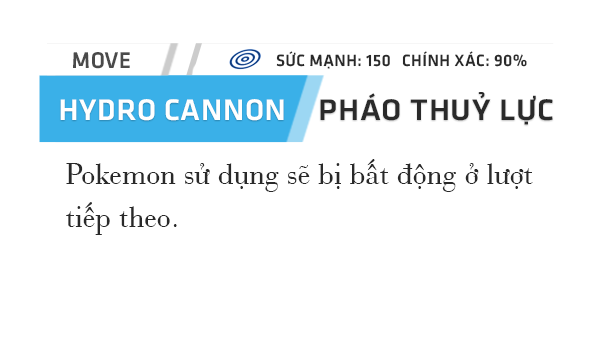 MOVE SỨC MẠNH: 150 CHÍNH XÁC: 90%
HYDRO CANNON PHÁO THUỶ LỰC
Pokemon sử dụng sẽ bị bất động ở lượt
tiếp theo.